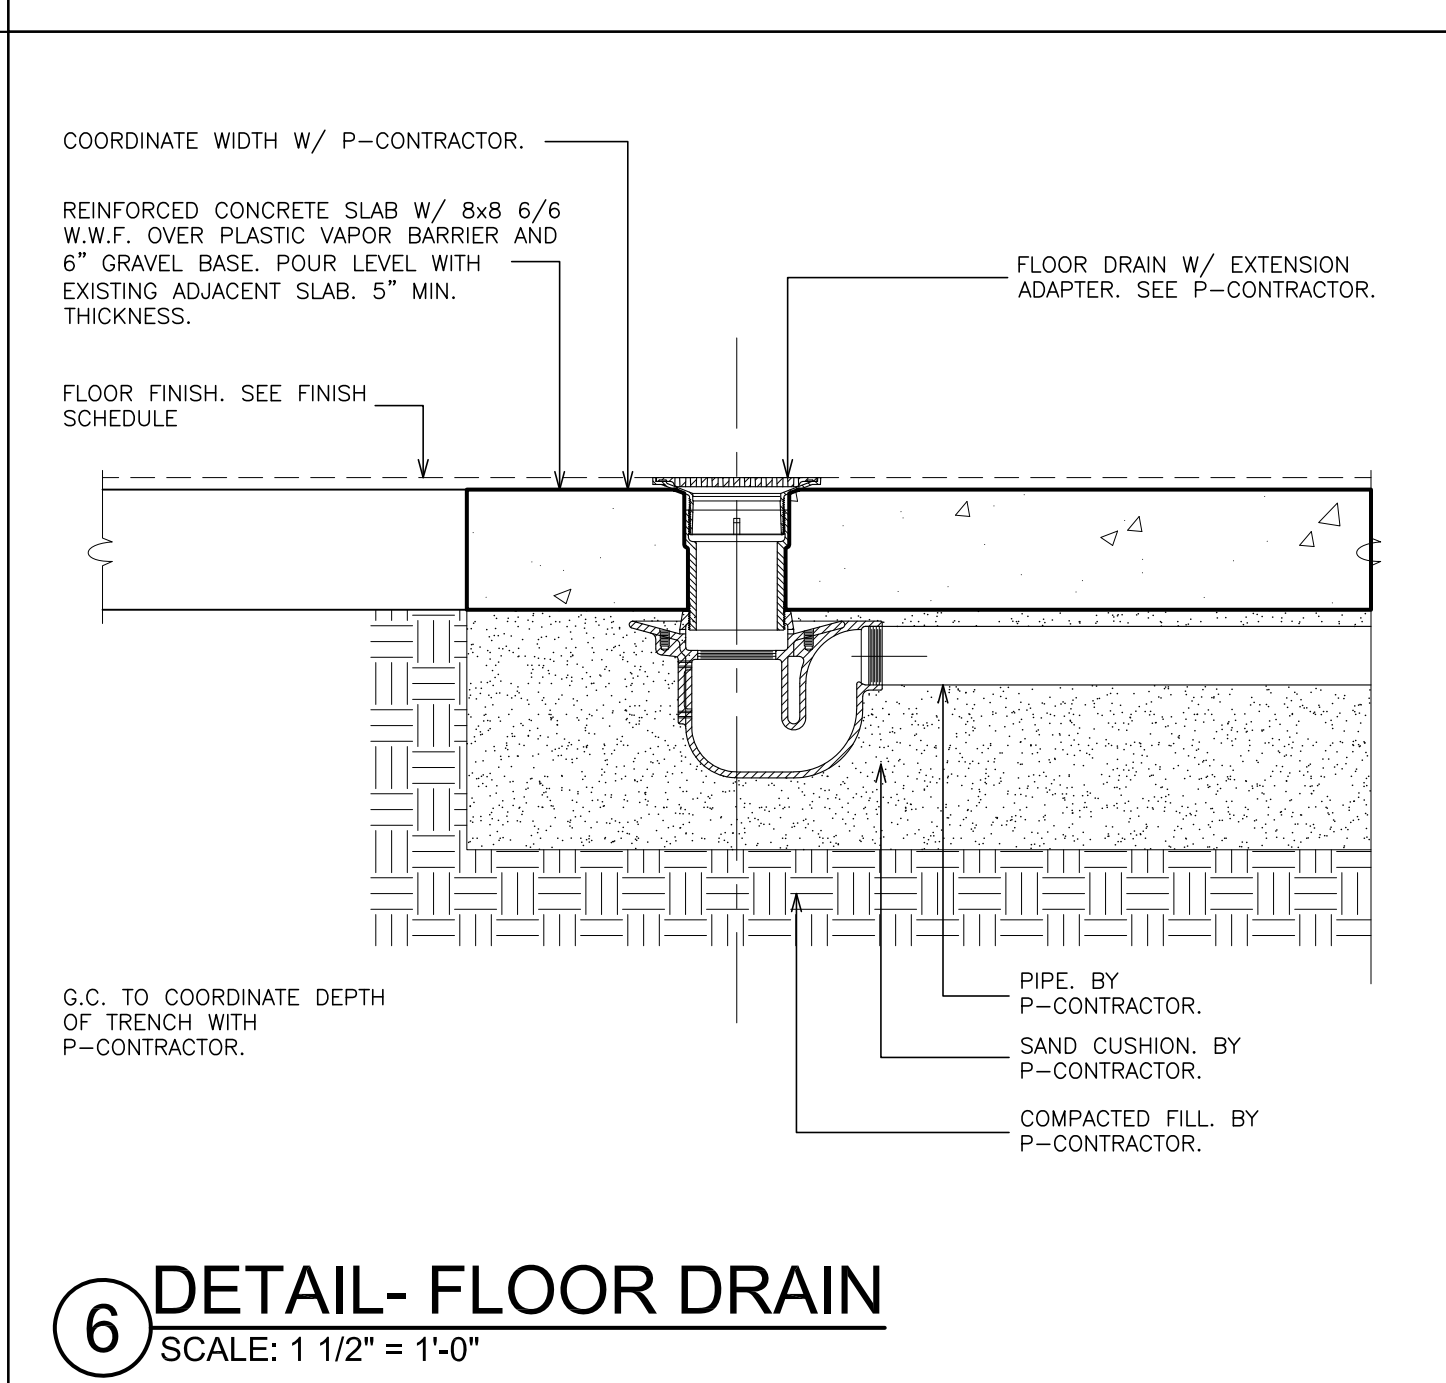 COORDINATE WIDTH W/ P-CONTRACTOR.
REINFORCED CONCRETE SLAB W/ 8x8 6/6
W.W.F. OVER PLASTIC VAPOR BARRIER AND
6" GRAVEL BASE. POUR LEVEL WITH
EXISTING ADJACENT SLAB. 5" MIN.
THICKNESS.
FLOOR DRAIN W/ EXTENSION
ADAPTER. SEE P-CONTRACTOR.
FLOOR FINISH. SEE FINISH
SCHEDULE
G.C. TO COORDINATE DEPTH
OF TRENCH WITH
P-CONTRACTOR.
PIPE. BY
P-CONTRACTOR.
SAND CUSHION. BY
P-CONTRACTOR.
COMPACTED FILL. BY
P-CONTRACTOR.
6
DETAIL- FLOOR DRAIN
SCALE: 1 1/2" = 1'-0"